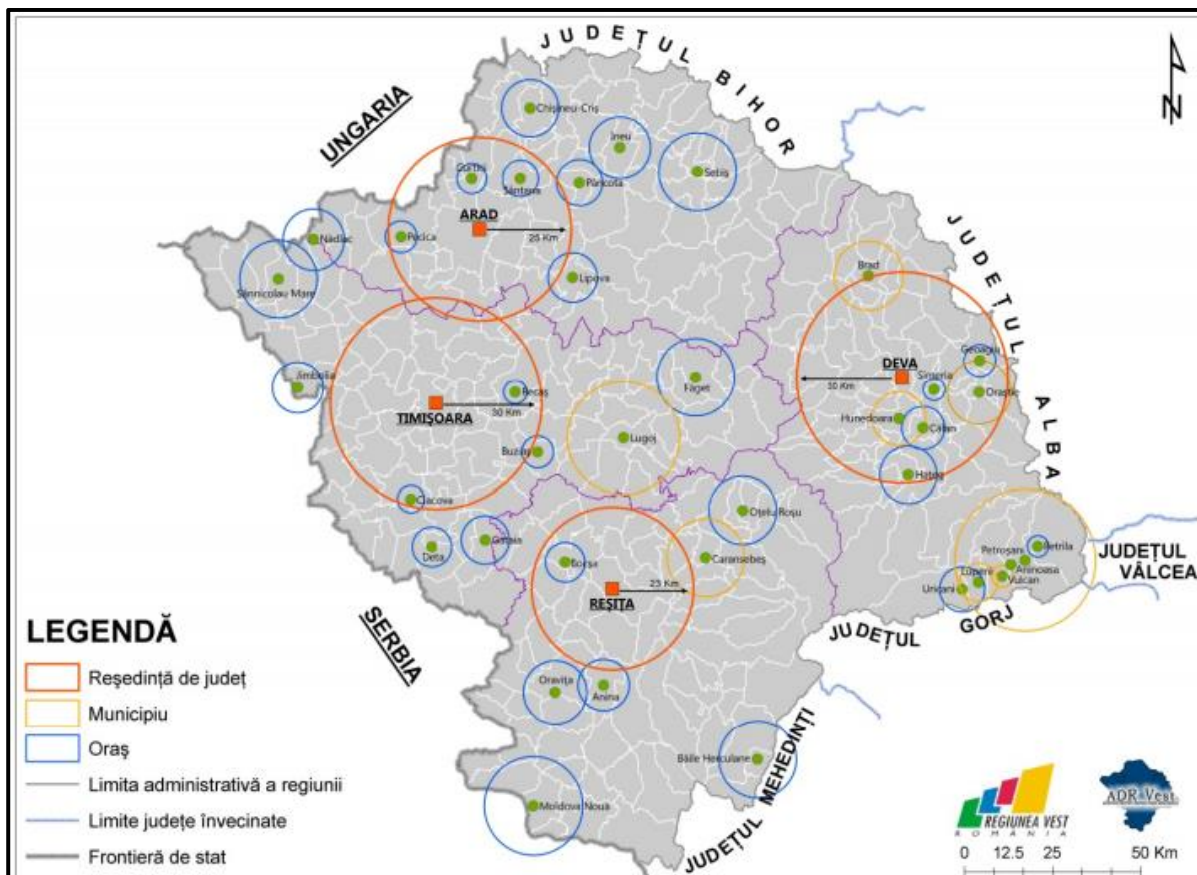 JUDEȚUL BIHOR
UNGARIA
N
Chișineu-Criș
Ineu
Sebiș
Curtici
Sântana
Pâncota
ARAD
25 Km
Pecica
Nădlac
Sânnicolau Mare
Lipova
JUDEȚUL ALBA
Brad
DEVA
30 Km
Geoagiu
Simeria
Orăștie
Hunedoara
Călan
Hațeg
Jimbolia
Recaș
TIMIȘOARA
30 Km
Făget
Lugoj
Buziaș
Ciacova
Deta
Gătaia
Oțelu Roșu
Caransebeș
Bocșa
23 Km
REȘIȚA
Petroșani
Petrila
Aninoasa
Vulcan
Lupeni
Uricani
JUDEȚUL
VÂLCEA
JUDEȚUL GORJ
SERBIA
Oravița
Anina
Băile Herculane
Moldova Nouă
JUDEȚUL MEHEDINȚI
LEGENDĂ
Reședință de județ
Municipiu
Oraș
Limita administrativă a regiunii
Limite județe învecinate
Frontieră de stat
REGIUNEA VEST
ROMÂNIA
ADR Vest
0 12.5 25 50 Km